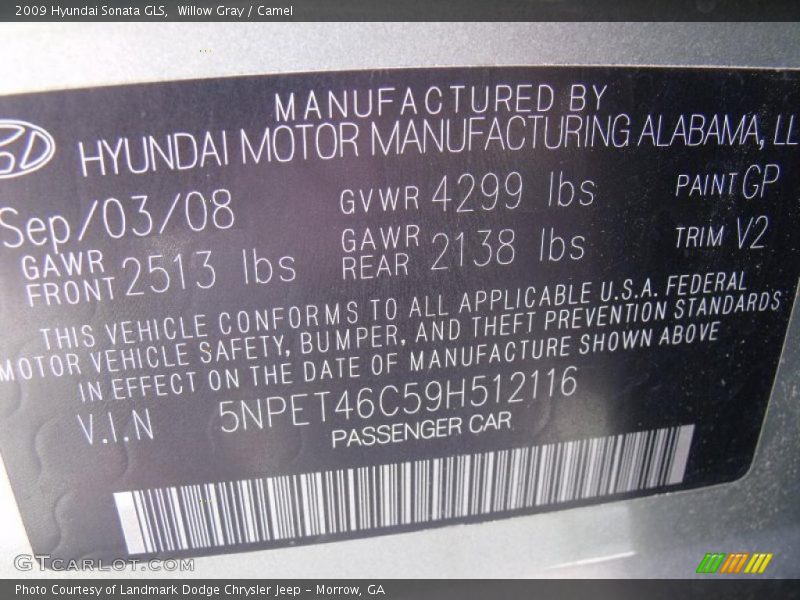 2009 Hyundai Sonata GLS,  Willow Gray / Camel
MANUFACTURED BY
HYUNDAI MOTOR MANUFACTURING ALABAMA, LL
Sep/03/08 GVWR 4299 lbs PAINT GP
GAWR FRONT 2513 lbs GAWR REAR 2138 lbs TRIM V2
THIS VEHICLE CONFORMS TO ALL APPLICABLE U.S.A. FEDERAL
MOTOR VEHICLE SAFETY, BUMPER, AND THEFT PREVENTION STANDARDS
IN EFFECT ON THE DATE OF MANUFACTURE SHOWN ABOVE
V.I.N 5NPET46C59H512116
PASSENGER CAR
GTcarlot.com
Photo Courtesy of Landmark Dodge Chrysler Jeep – Morrow, GA